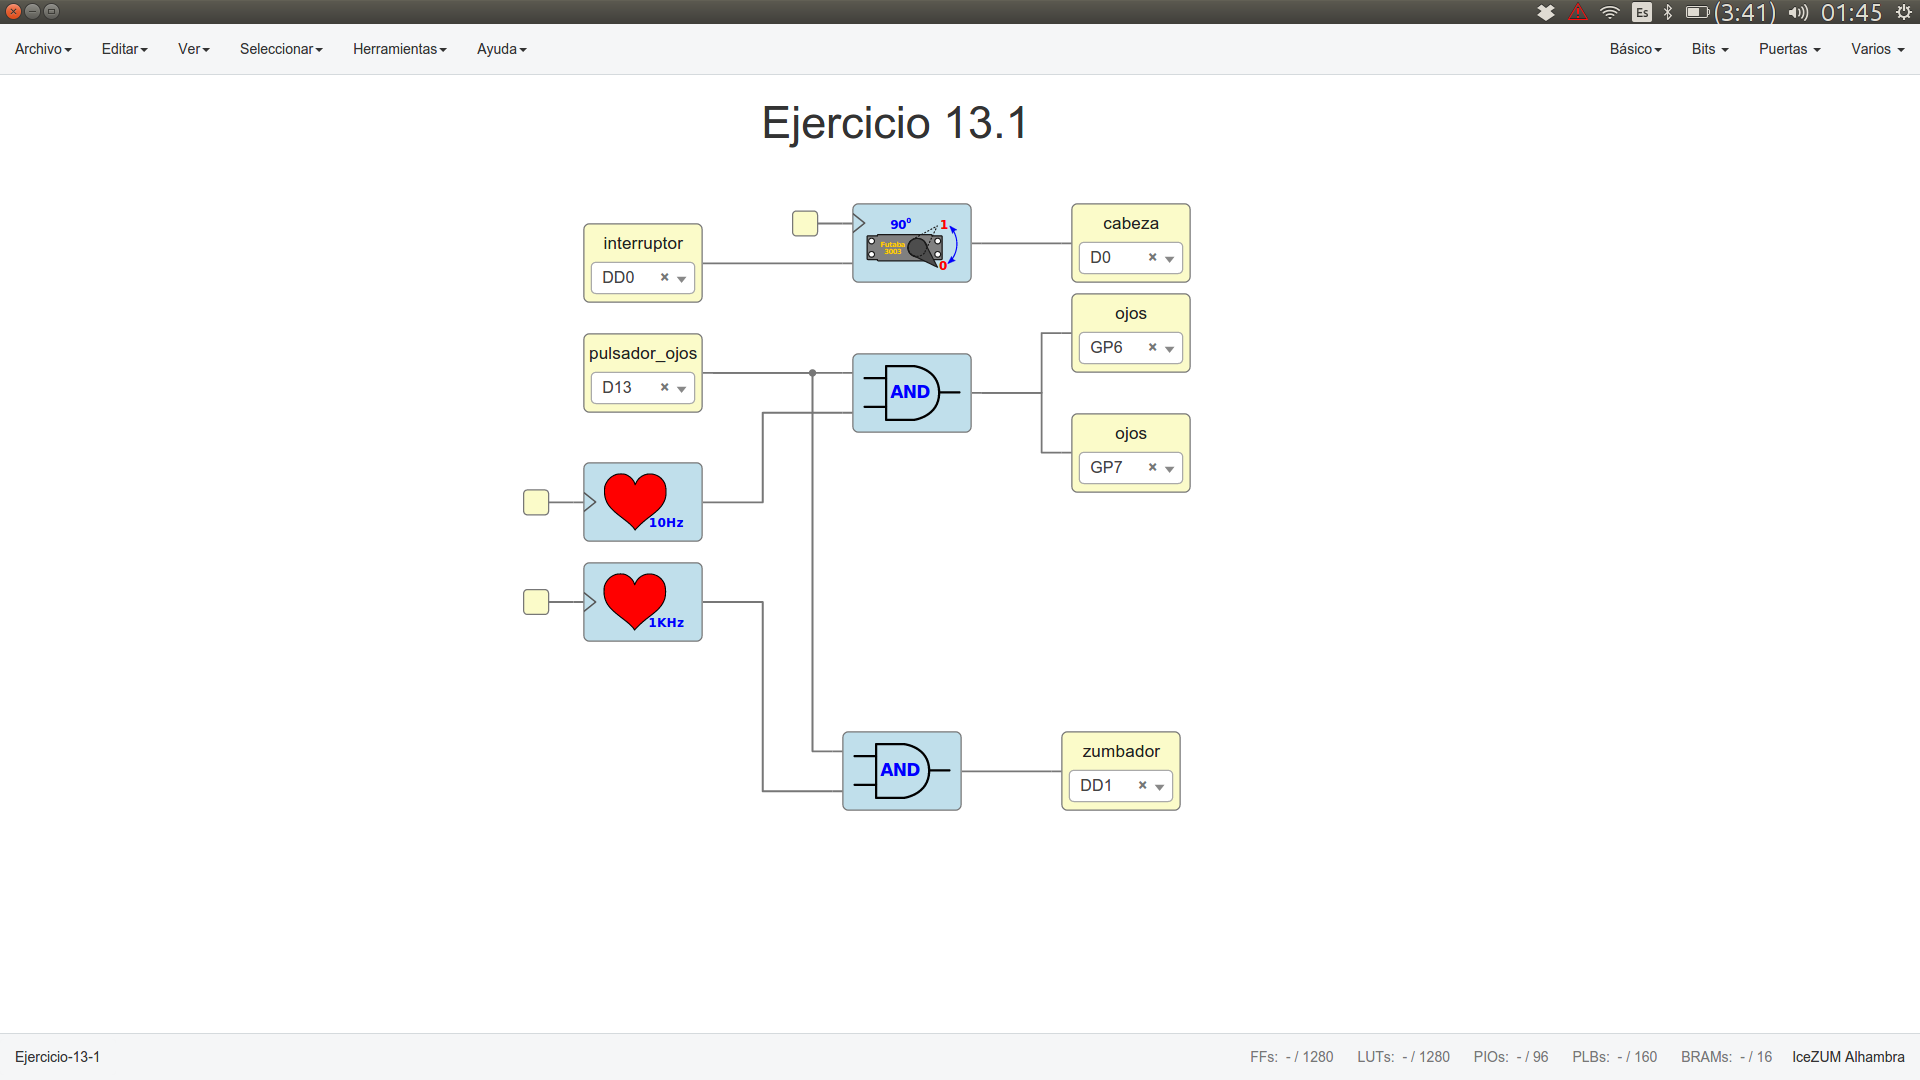 Es (3:41) 01:45
Archivo Editar Ver Seleccionar Herramientas Ayuda Básico Bits Puertas Varios
Ejercicio 13.1
interruptor
DD0 ×
90º 1
Futaba
3003
0
cabeza
D0 ×
pulsador_ojos
D13 ×
AND
ojos
GP6 ×
ojos
GP7 ×
10Hz
1KHz
AND
zumbador
DD1 ×
Ejercicio-13-1 FFs: - / 1280 LUTs: - / 1280 PIOs: - / 96 PLBs: - / 160 BRAMs: - / 16 IceZUM Alhambra